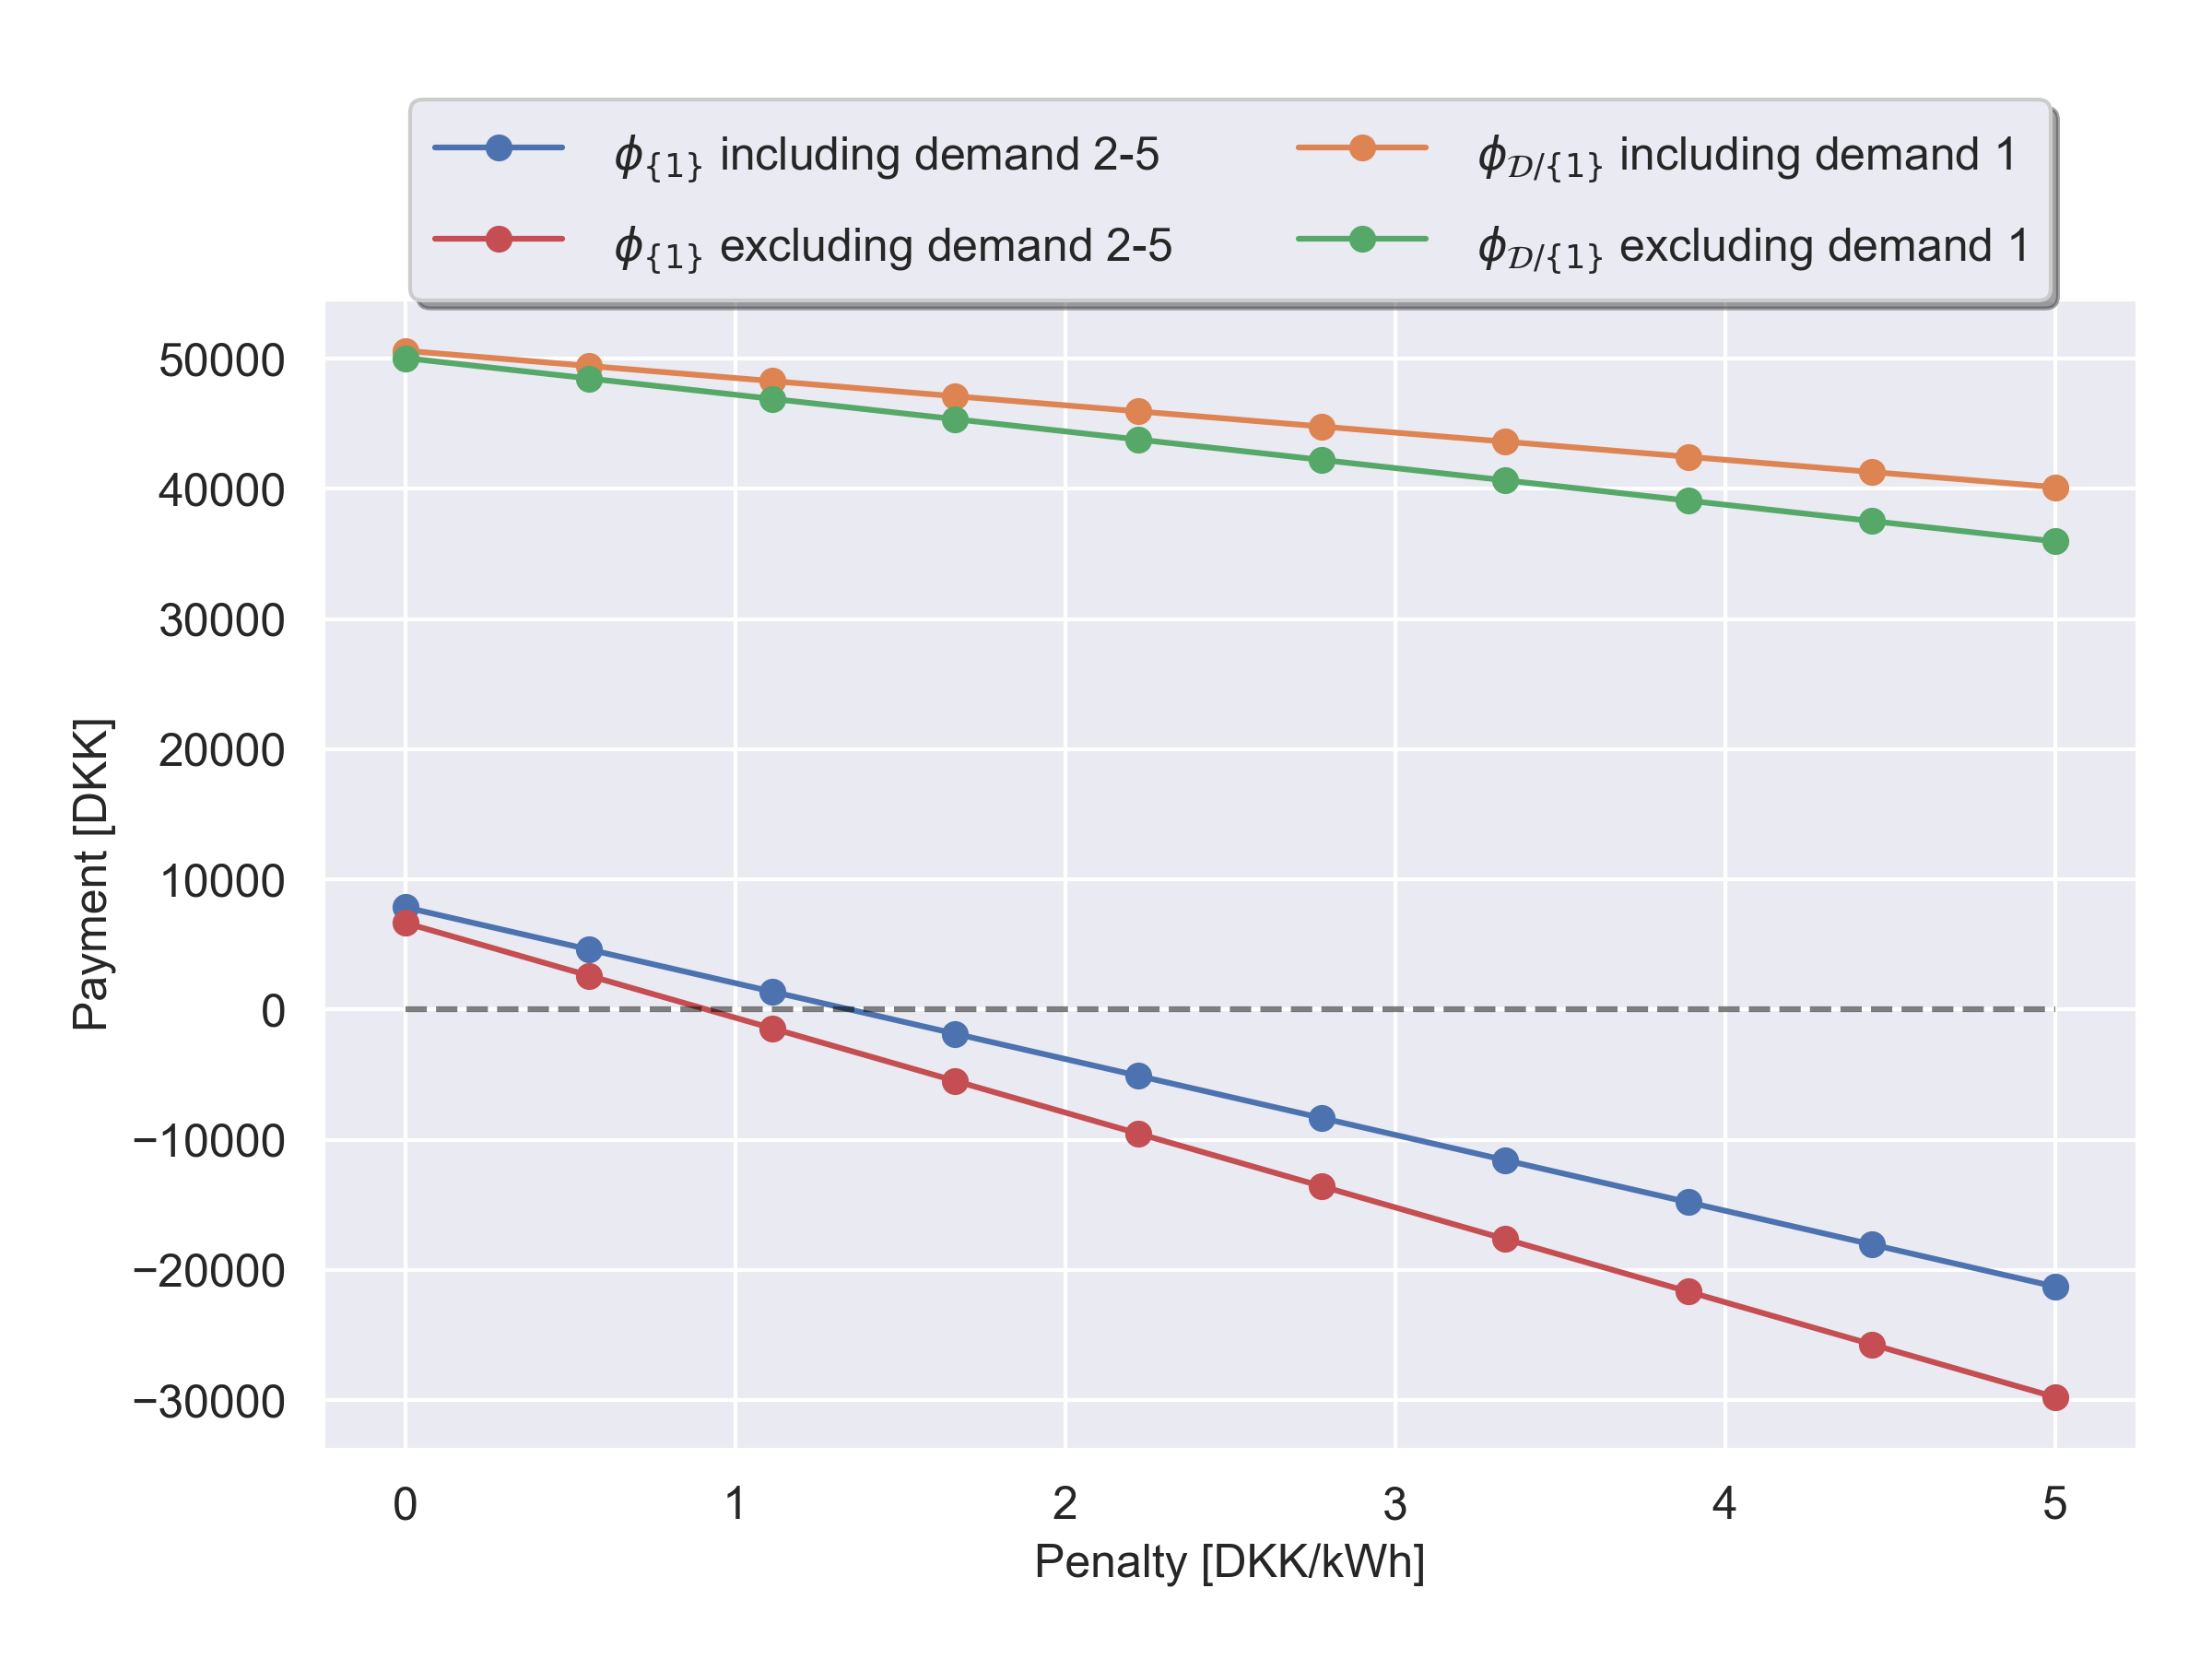 ϕ{1} including demand 2-5
ϕ{1} excluding demand 2-5
ϕ𝒟/{1} including demand 1
ϕ𝒟/{1} excluding demand 1
50000
40000
30000
20000
10000
0
−10000
−20000
−30000
Payment [DKK]
0 1 2 3 4 5
Penalty [DKK/kWh]